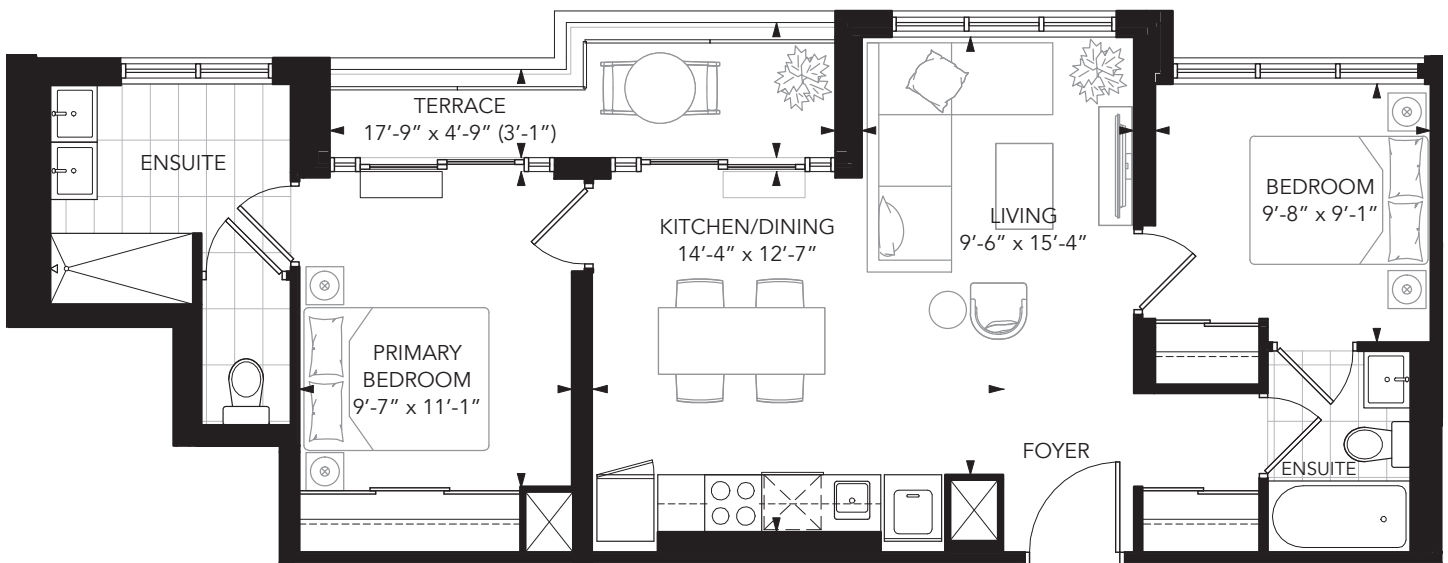 TERRACE
17’-9” x 4’-9” (3’-1”)
ENSUITE
KITCHEN/DINING
14’-4” x 12’-7”
LIVING
9’-6” x 15’-4”
BEDROOM
9’-8” x 9’-1”
PRIMARY
BEDROOM
9’-7” x 11’-1”
FOYER
ENSUITE